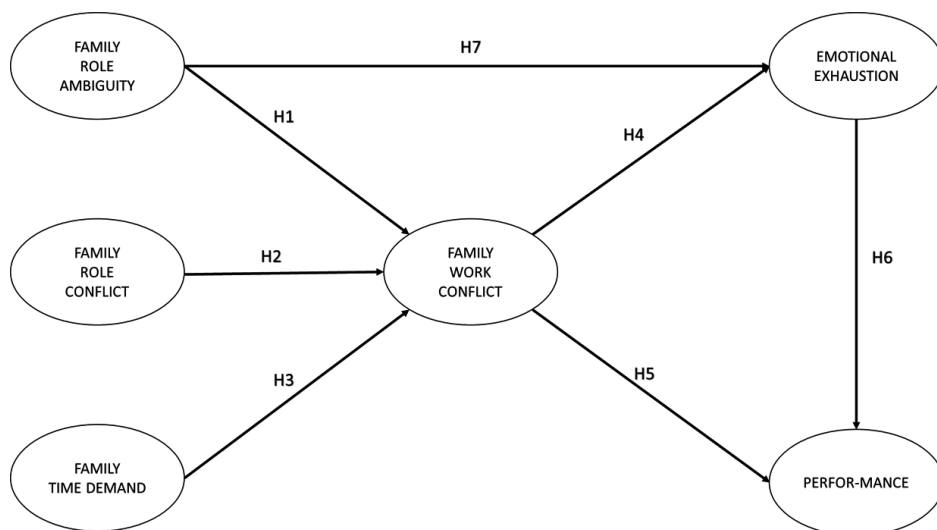 FAMILY
ROLE
AMBIGUITY
H7
EMOTIONAL
EXHAUSTION
H1
H4
FAMILY
ROLE
CONFLICT
H2
FAMILY
WORK
CONFLICT
H6
H3
H5
FAMILY
TIME DEMAND
PERFOR-MANCE